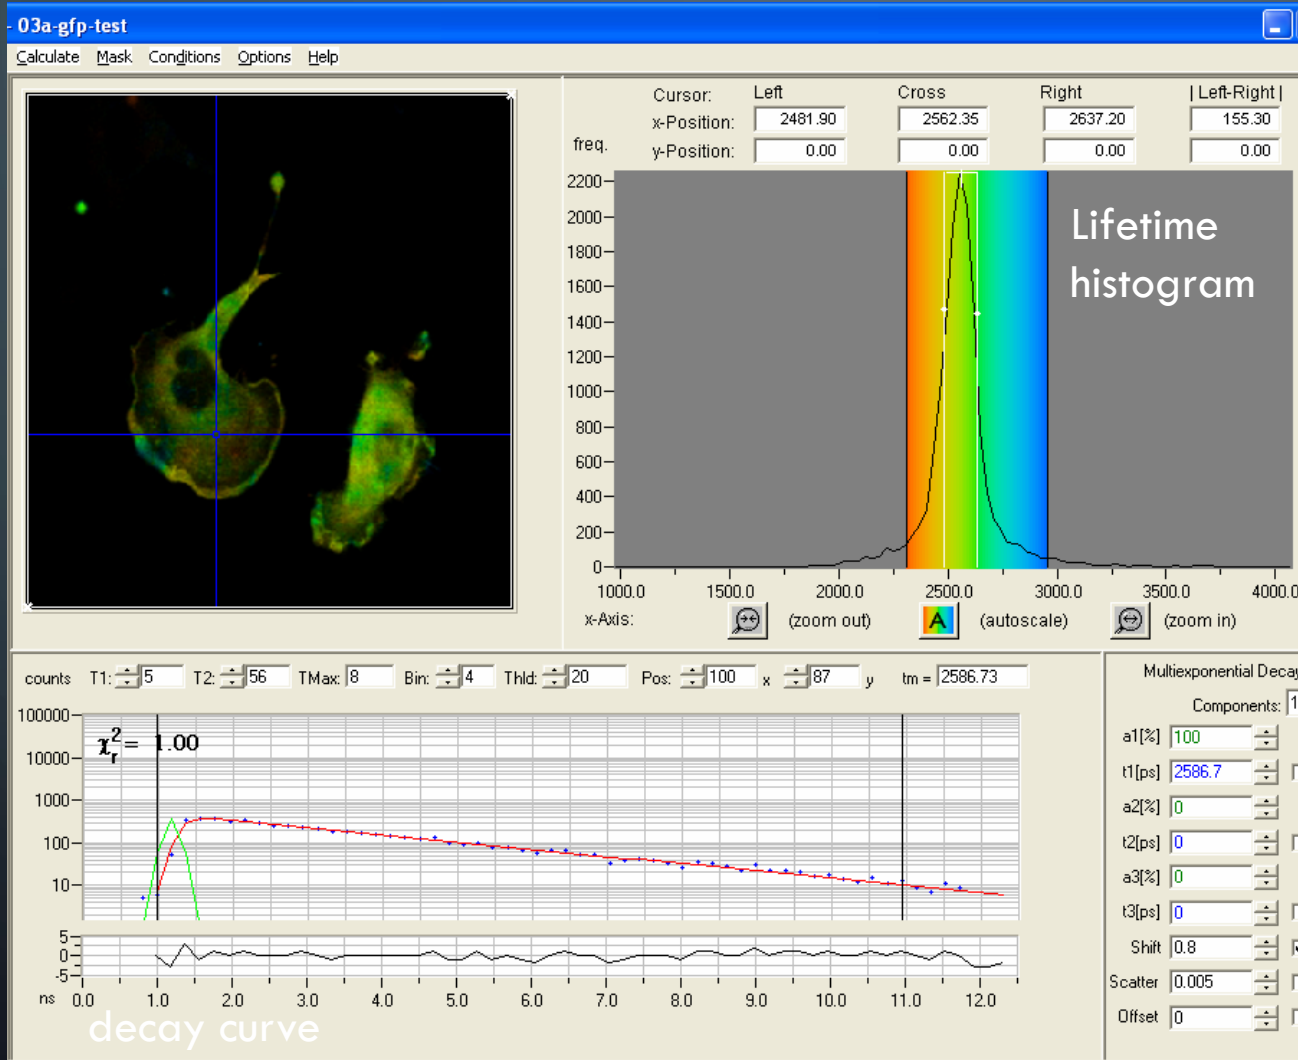 - 03a-gfp-test
Calculate Mask Conditions Options Help
Cursor: Left Cross Right | Left-Right |
x-Position: 2481.90 2562.35 2637.20 155.30
y-Position: 0.00 0.00 0.00 0.00
freq.
2200
2000
1800
1600
1400
1200
1000
800
600
400
200
0
Lifetime
histogram
1000.0 1500.0 2000.0 2500.0 3000.0 3500.0 4000.0
x-Axis: (zoom out) A (autoscale) (zoom in)
counts T1: 5 T2: 56 TMax: 8 Bin: 4 Thld: 20 Pos: 100 x 87 y tm = 2586.73
100000
10000
1000
100
10
χr²= 1.00
5
0
-5
ns 0.0 1.0 2.0 3.0 4.0 5.0 6.0 7.0 8.0 9.0 10.0 11.0 12.0
decay curve
Multiexponential Decay
Components: 1
a1[%] 100
t1[ps] 2586.7
a2[%] 0
t2[ps] 0
a3[%] 0
t3[ps] 0
Shift 0.8
Scatter 0.005
Offset 0